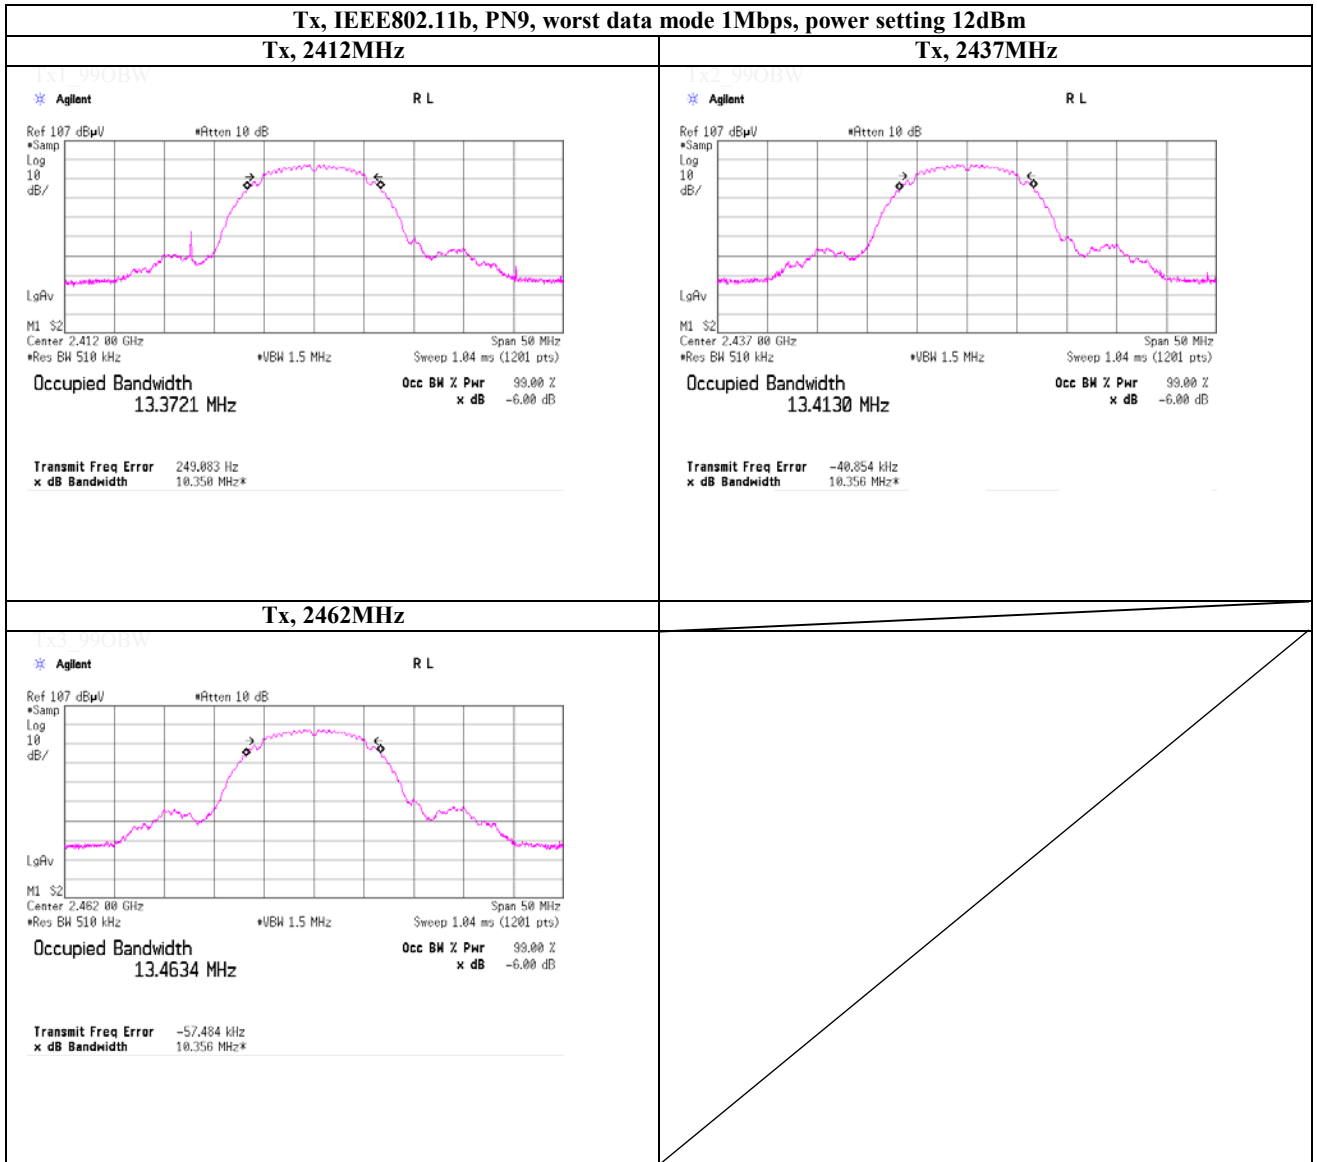 Tx, IEEE802.11b, PN9, worst data mode 1Mbps, power setting 12dBm
Tx, 2412MHz
Tx, 2437MHz
Tx1_99OBW
Agilent R L
Ref 107 dBµV #Atten 10 dB
#Samp
Log
10
dB/
LgAv
M1 S2
Center 2.412 00 GHz Span 50 MHz
#Res BW 510 kHz #VBW 1.5 MHz Sweep 1.04 ms (1201 pts)
Occupied Bandwidth Occ BW % Pwr 99.00 %
13.3721 MHz x dB -6.00 dB
Transmit Freq Error 249.083 Hz
x dB Bandwidth 10.350 MHz*
Tx2_99OBW
Agilent R L
Ref 107 dBµV #Atten 10 dB
#Samp
Log
10
dB/
LgAv
M1 S2
Center 2.437 00 GHz Span 50 MHz
#Res BW 510 kHz #VBW 1.5 MHz Sweep 1.04 ms (1201 pts)
Occupied Bandwidth Occ BW % Pwr 99.00 %
13.4130 MHz x dB -6.00 dB
Transmit Freq Error -40.854 kHz
x dB Bandwidth 10.356 MHz*
Tx, 2462MHz
Tx3_99OBW
Agilent R L
Ref 107 dBµV #Atten 10 dB
#Samp
Log
10
dB/
LgAv
M1 S2
Center 2.462 00 GHz Span 50 MHz
#Res BW 510 kHz #VBW 1.5 MHz Sweep 1.04 ms (1201 pts)
Occupied Bandwidth Occ BW % Pwr 99.00 %
13.4634 MHz x dB -6.00 dB
Transmit Freq Error -57.484 kHz
x dB Bandwidth 10.356 MHz*